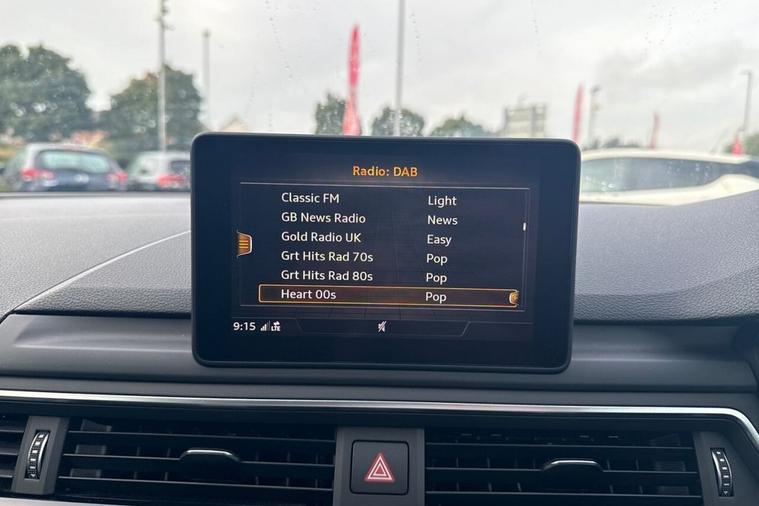 Radio: DAB
Classic FM Light
GB News Radio News
Gold Radio UK Easy
Grt Hits Rad 70s Pop
Grt Hits Rad 80s Pop
Heart 00s Pop
9:15 LTE